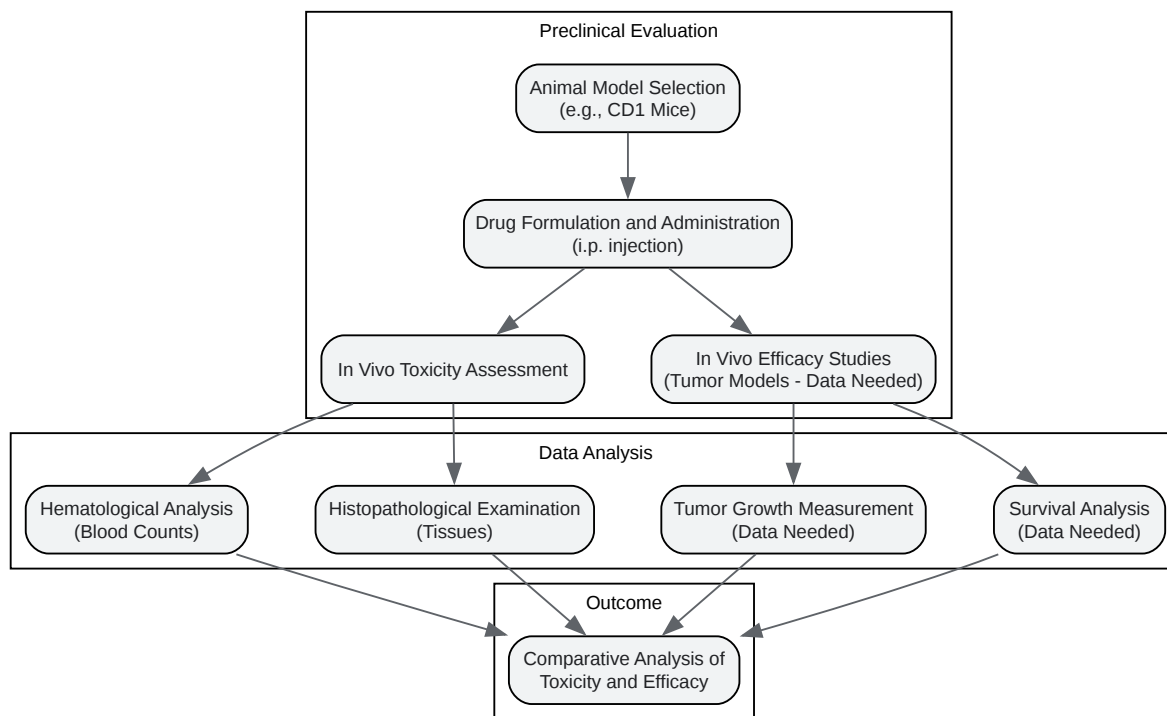 Preclinical Evaluation
Animal Model Selection
(e.g., CD1 Mice)
Drug Formulation and Administration
(i.p. injection)
In Vivo Toxicity Assessment
In Vivo Efficacy Studies
(Tumor Models - Data Needed)
Data Analysis
Hematological Analysis
(Blood Counts)
Histopathological Examination
(Tissues)
Tumor Growth Measurement
(Data Needed)
Survival Analysis
(Data Needed)
Outcome
Comparative Analysis of
Toxicity and Efficacy